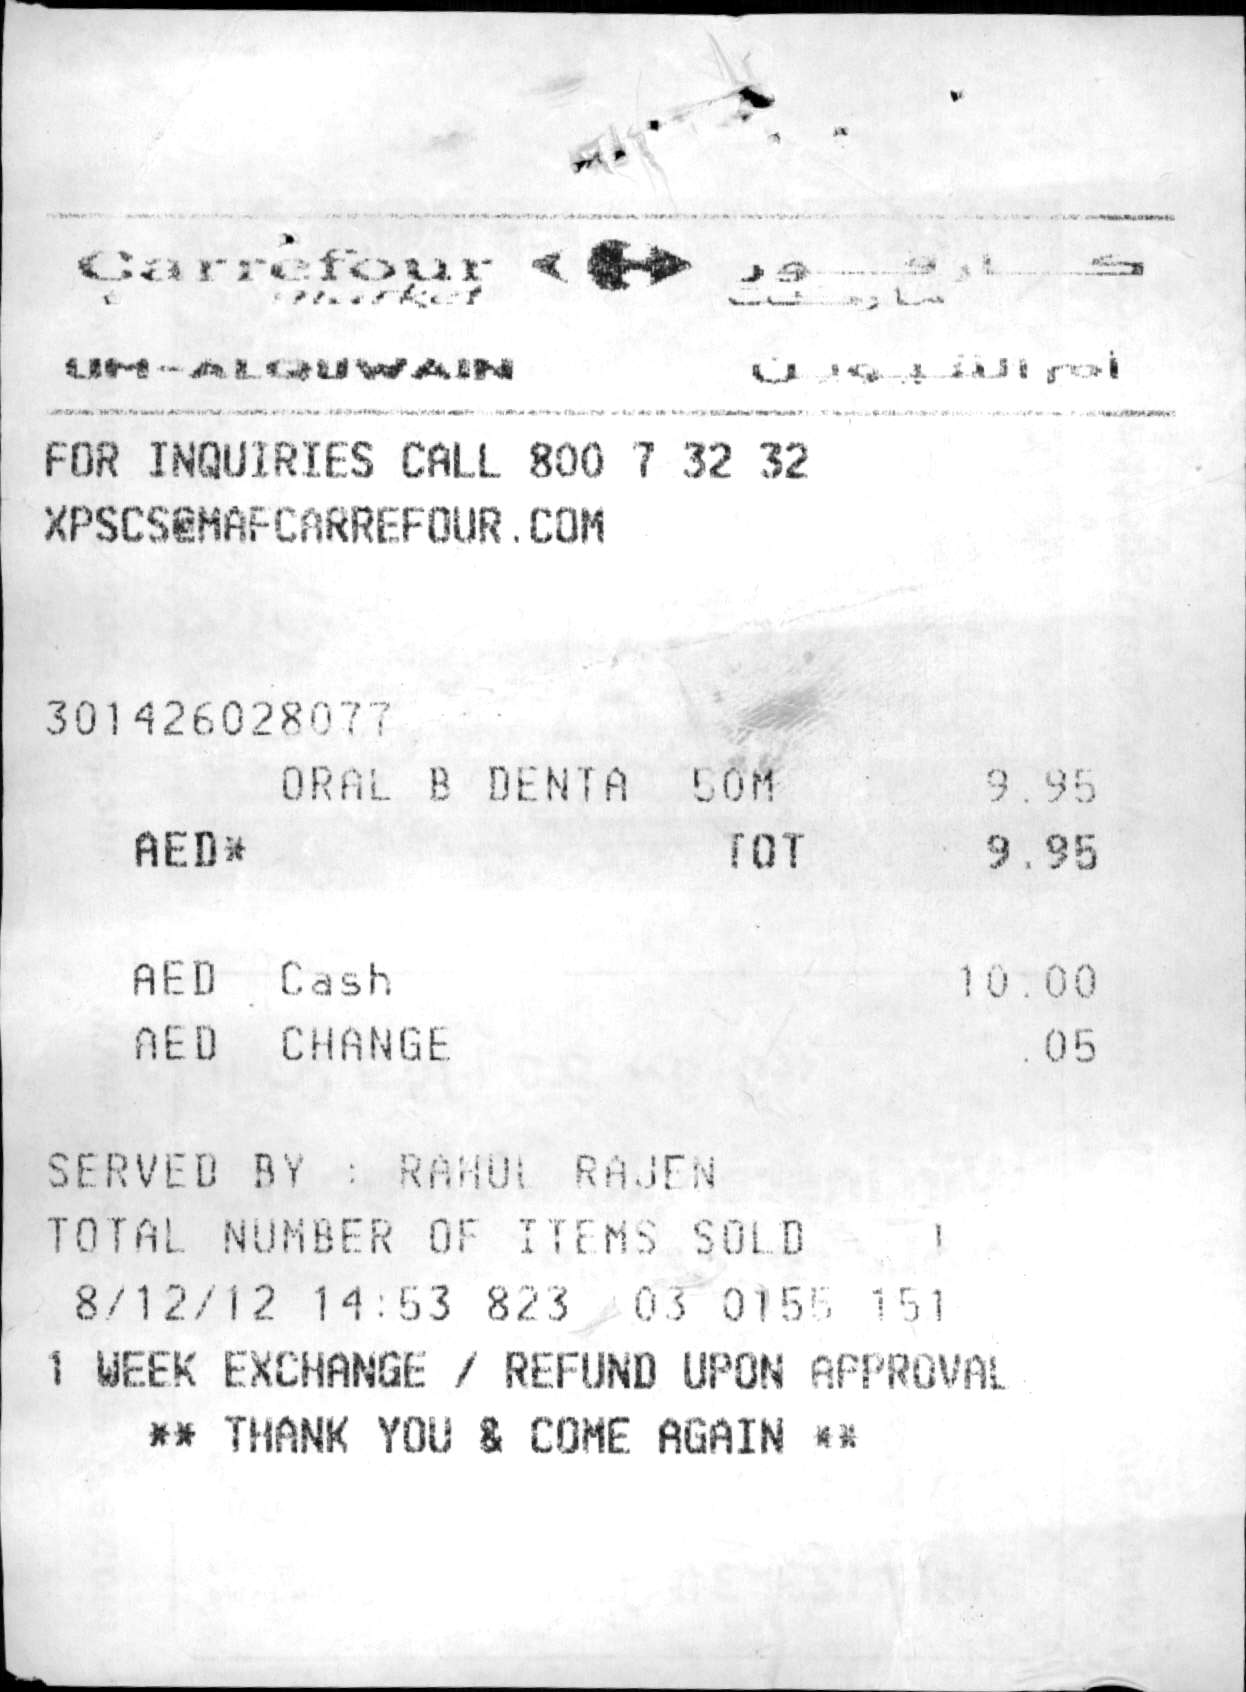 Carrefour
market
UM-ALQUWAIN أم القيوين
FOR INQUIRIES CALL 800 7 32 32
XPSCS@MAFCARREFOUR.COM
301426028077
ORAL B DENTA 50M 9.95
AED* TOT 9.95
AED Cash 10.00
AED CHANGE .05
SERVED BY : RAHUL RAJEN
TOTAL NUMBER OF ITEMS SOLD 1
8/12/12 14:53 823 03 0155 151
1 WEEK EXCHANGE / REFUND UPON APPROVAL
** THANK YOU & COME AGAIN **